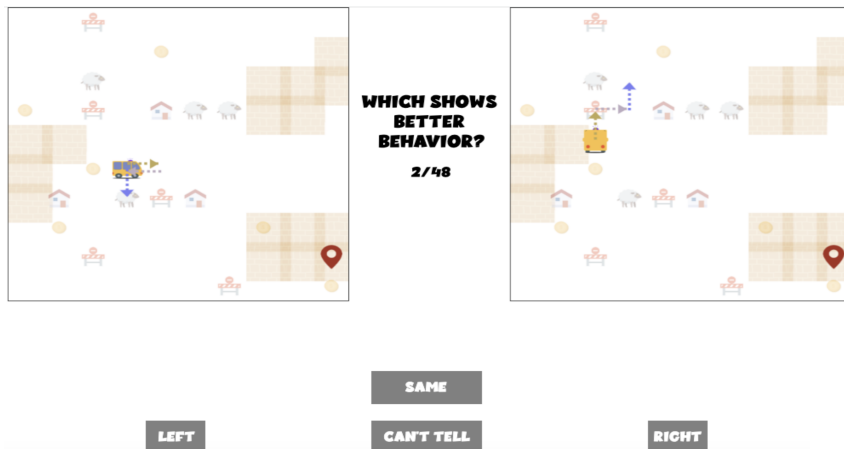 WHICH SHOWS
BETTER
BEHAVIOR?
2/48
SAME
LEFT
CAN'T TELL
RIGHT